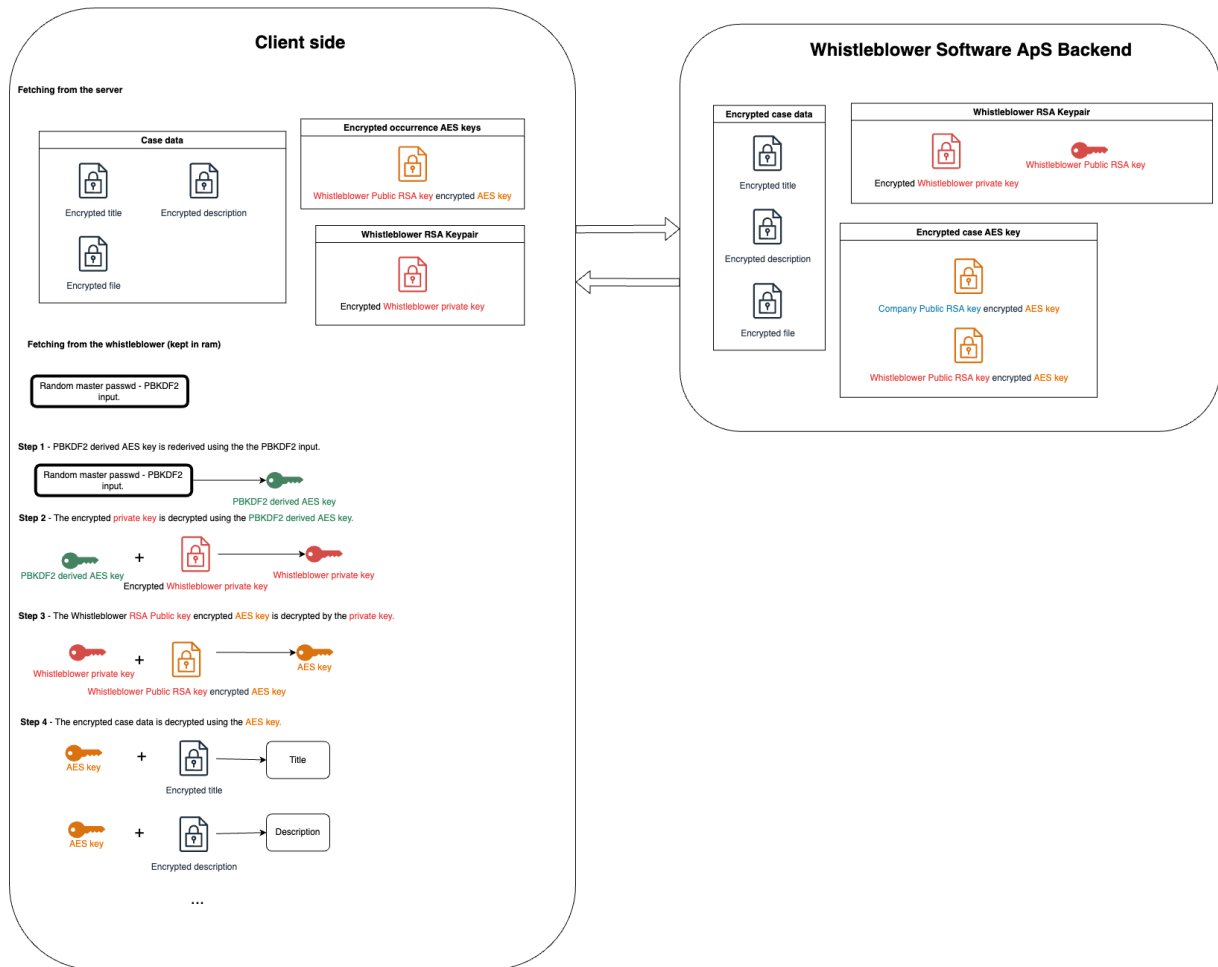 Client side
Fetching from the server
Case data
Encrypted title
Encrypted description
Encrypted file
Encrypted occurrence AES keys
Whistleblower Public RSA key encrypted AES key
Whistleblower RSA Keypair
Encrypted Whistleblower private key
Fetching from the whistleblower (kept in ram)
Random master passwd - PBKDF2
input.
Step 1 - PBKDF2 derived AES key is rederived using the the PBKDF2 input.
Random master passwd - PBKDF2
input.
PBKDF2 derived AES key
Step 2 - The encrypted private key is decrypted using the PBKDF2 derived AES key.
+
PBKDF2 derived AES key
Encrypted Whistleblower private key
Whistleblower private key
Step 3 - The Whistleblower RSA Public key encrypted AES key is decrypted by the private key.
+
Whistleblower private key
Whistleblower Public RSA key encrypted AES key
AES key
Step 4 - The encrypted case data is decrypted using the AES key.
AES key
+
Encrypted title
Title
AES key
+
Encrypted description
Description
...
Whistleblower Software ApS Backend
Encrypted case data
Encrypted title
Encrypted description
Encrypted file
Whistleblower RSA Keypair
Encrypted Whistleblower private key
Whistleblower Public RSA key
Encrypted case AES key
Company Public RSA key encrypted AES key
Whistleblower Public RSA key encrypted AES key